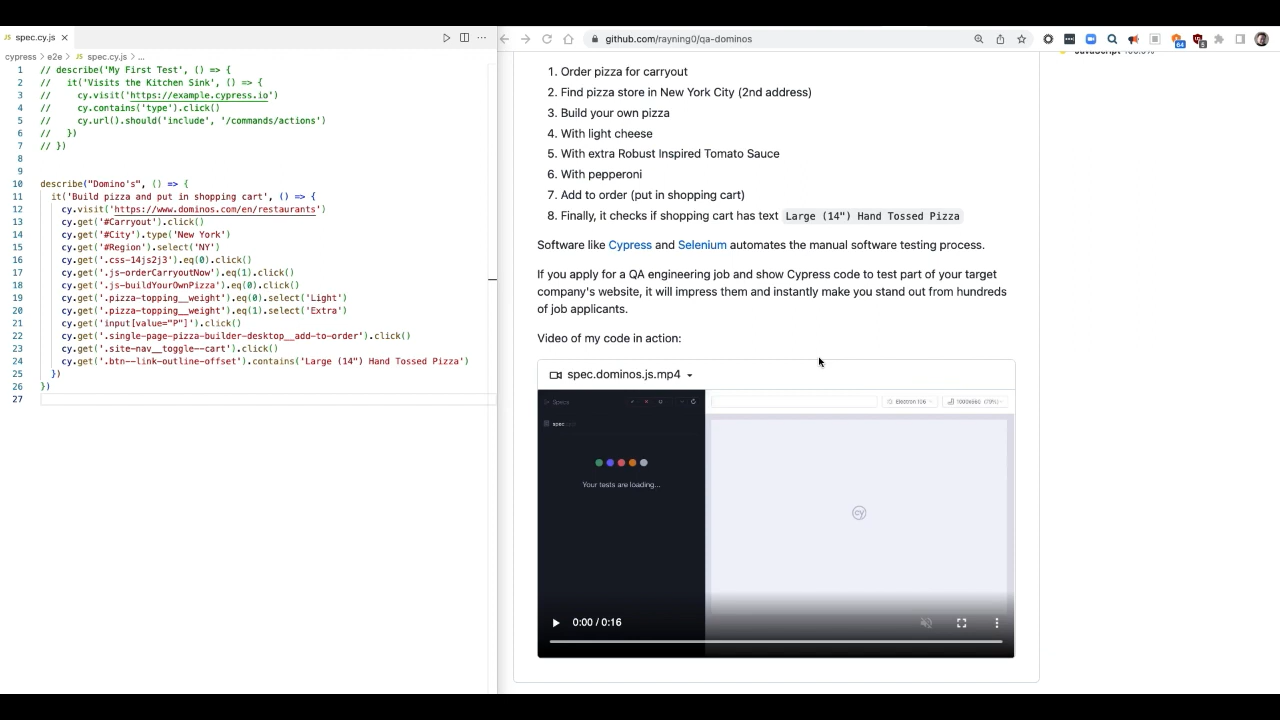 spec.cy.js
cypress > e2e > spec.cy.js > ...
1 // describe('My First Test', () => {
2 //   it('Visits the Kitchen Sink', () => {
3 //     cy.visit('https://example.cypress.io')
4 //     cy.contains('type').click()
5 //     cy.url().should('include', '/commands/actions')
6 //   })
7 // })
8
9
10 describe("Domino's", () => {
11   it('Build pizza and put in shopping cart', () => {
12     cy.visit('https://www.dominos.com/en/restaurants')
13     cy.get('#Carryout').click()
14     cy.get('#City').type('New York')
15     cy.get('#Region').select('NY')
16     cy.get('.css-14js2j3').eq(0).click()
17     cy.get('.js-orderCarryoutNow').eq(1).click()
18     cy.get('.js-buildYourOwnPizza').eq(0).click()
19     cy.get('.pizza-topping__weight').eq(0).select('Light')
20     cy.get('.pizza-topping__weight').eq(1).select('Extra')
21     cy.get('input[value="P"]').click()
22     cy.get('.single-page-pizza-builder-desktop__add-to-order').click()
23     cy.get('.site-nav__toggle--cart').click()
24     cy.get('.btn--link-outline-offset').contains('Large (14") Hand Tossed Pizza')
25   })
26 })
27
github.com/rayning0/qa-dominos
64
1. Order pizza for carryout
2. Find pizza store in New York City (2nd address)
3. Build your own pizza
4. With light cheese
5. With extra Robust Inspired Tomato Sauce
6. With pepperoni
7. Add to order (put in shopping cart)
8. Finally, it checks if shopping cart has text Large (14") Hand Tossed Pizza
Software like Cypress and Selenium automates the manual software testing process.
If you apply for a QA engineering job and show Cypress code to test part of your target
company's website, it will impress them and instantly make you stand out from hundreds
of job applicants.
Video of my code in action:
spec.dominos.js.mp4
Specs
Electron 106
1000x660 (70%)
spec
Your tests are loading...
cy
0:00 / 0:16